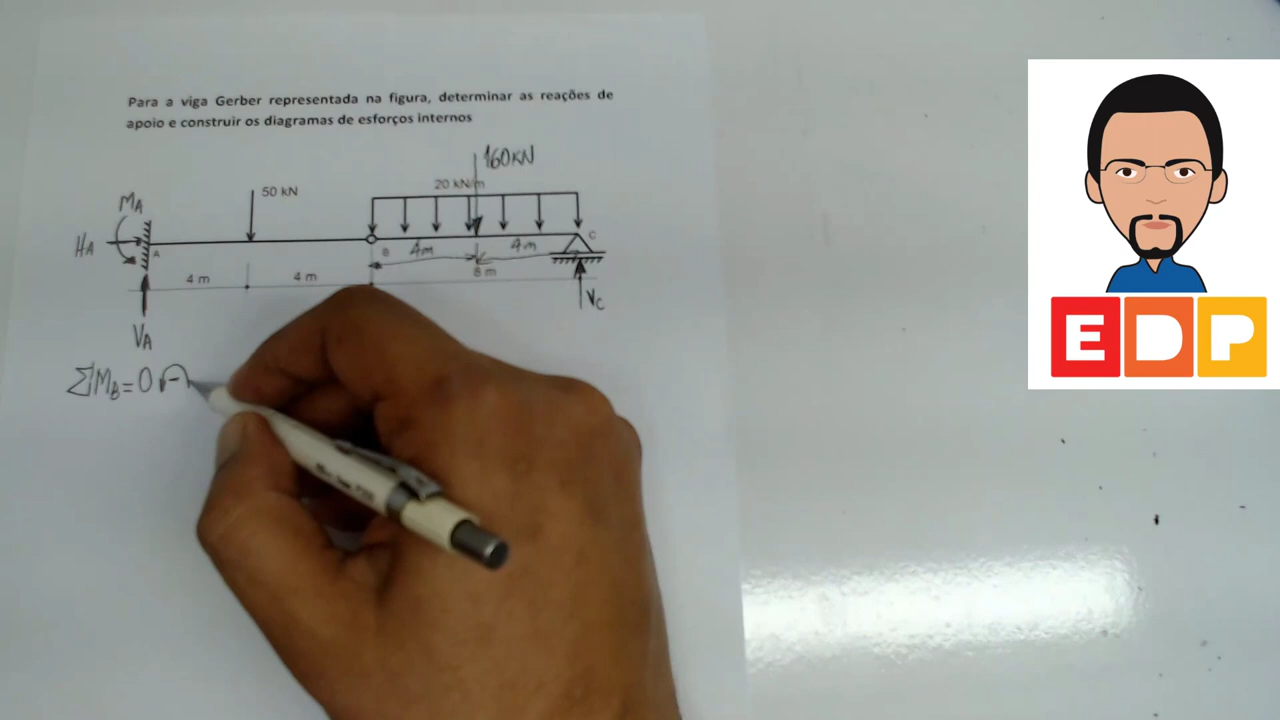 Para a viga Gerber representada na figura, determinar as reações de
apoio e construir os diagramas de esforços internos
160KN
20 kN/m
50 kN
MA
HA
A
B
C
4m
4m
4 m
4 m
8 m
VA
VC
ΣMB=0
EDP